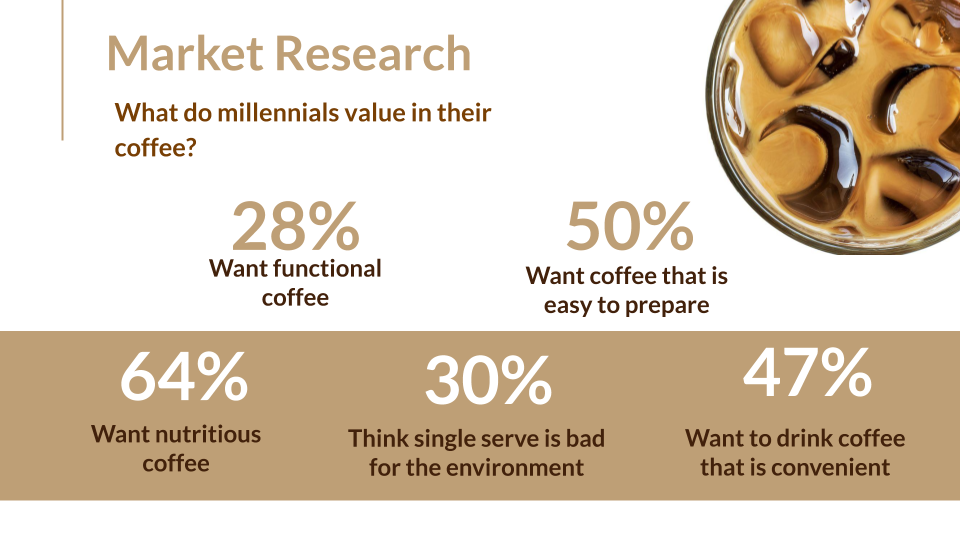 Market Research
What do millennials value in their
coffee?
28%
Want functional
coffee
50%
Want coffee that is
easy to prepare
64%
Want nutritious
coffee
30%
Think single serve is bad
for the environment
47%
Want to drink coffee
that is convenient